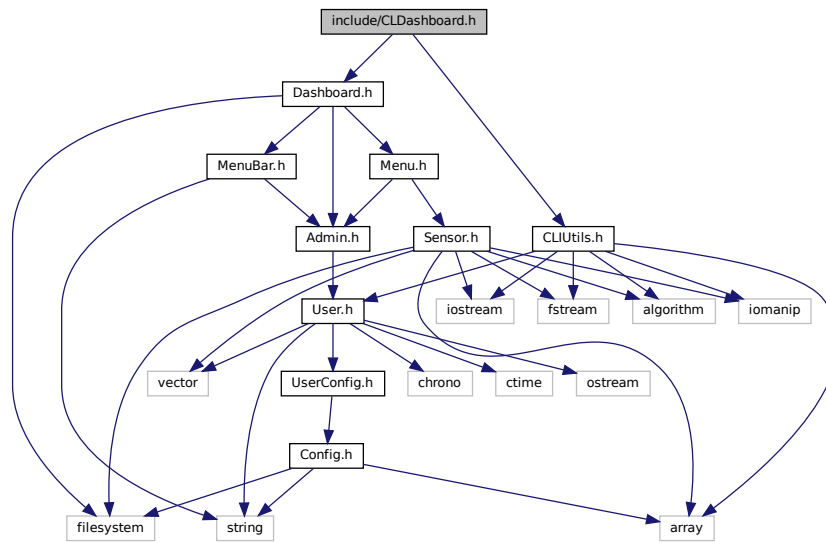 include/CLDashboard.h
Dashboard.h
MenuBar.h
Menu.h
Admin.h
Sensor.h
CLIUtils.h
User.h
iostream
fstream
algorithm
iomanip
vector
UserConfig.h
chrono
ctime
ostream
Config.h
filesystem
string
array